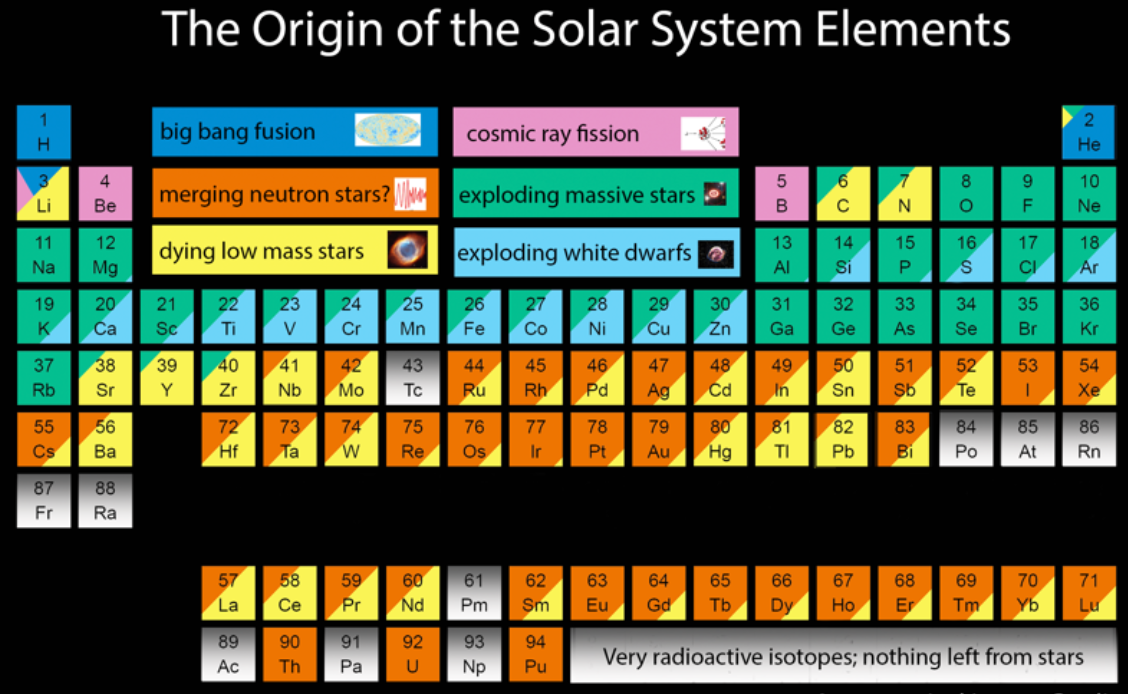 The Origin of the Solar System Elements
1 big bang fusion cosmic ray fission 2
H He
3 4 merging neutron stars? exploding massive stars 5 6 7 8 9 10
Li Be B C N O F Ne
11 12 dying low mass stars exploding white dwarfs 13 14 15 16 17 18
Na Mg Al Si P S Cl Ar
19 20 21 22 23 24 25 26 27 28 29 30 31 32 33 34 35 36
K Ca Sc Ti V Cr Mn Fe Co Ni Cu Zn Ga Ge As Se Br Kr
37 38 39 40 41 42 43 44 45 46 47 48 49 50 51 52 53 54
Rb Sr Y Zr Nb Mo Tc Ru Rh Pd Ag Cd In Sn Sb Te I Xe
55 56 72 73 74 75 76 77 78 79 80 81 82 83 84 85 86
Cs Ba Hf Ta W Re Os Ir Pt Au Hg Tl Pb Bi Po At Rn
87 88
Fr Ra
57 58 59 60 61 62 63 64 65 66 67 68 69 70 71
La Ce Pr Nd Pm Sm Eu Gd Tb Dy Ho Er Tm Yb Lu
89 90 91 92 93 94 Very radioactive isotopes; nothing left from stars
Ac Th Pa U Np Pu